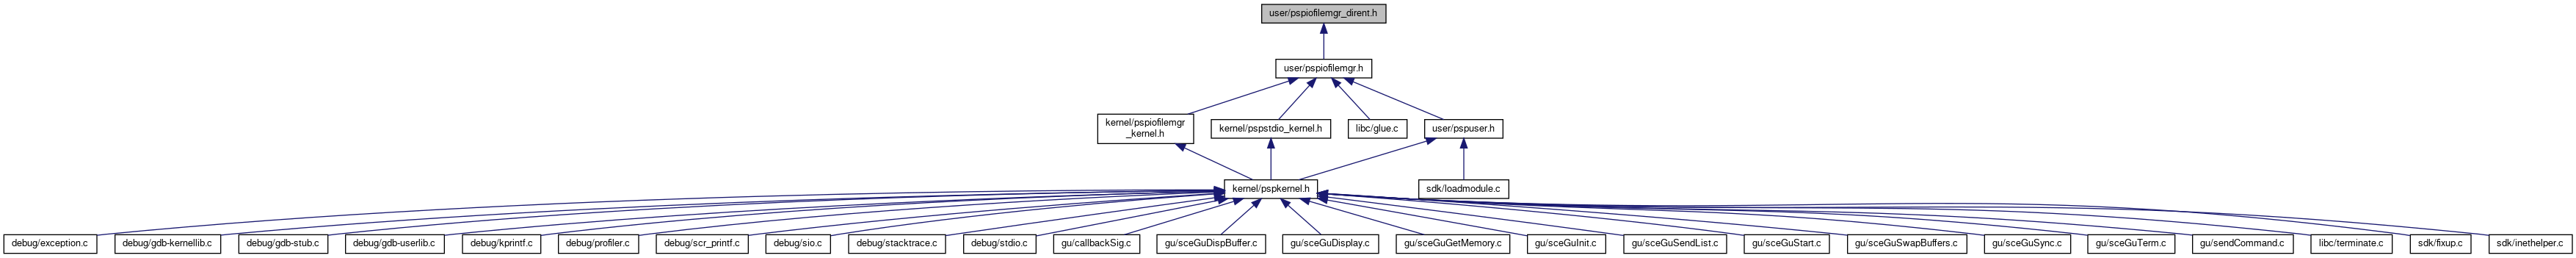 user/pspiofilemgr_dirent.h
user/pspiofilemgr.h
kernel/pspiofilemgr
_kernel.h
kernel/pspstdio_kernel.h
libc/glue.c
user/pspuser.h
kernel/pspkernel.h
sdk/loadmodule.c
debug/exception.c
debug/gdb-kernellib.c
debug/gdb-stub.c
debug/gdb-userlib.c
debug/kprintf.c
debug/profiler.c
debug/scr_printf.c
debug/sio.c
debug/stacktrace.c
debug/stdio.c
gu/callbackSig.c
gu/sceGuDispBuffer.c
gu/sceGuDisplay.c
gu/sceGuGetMemory.c
gu/sceGuInit.c
gu/sceGuSendList.c
gu/sceGuStart.c
gu/sceGuSwapBuffers.c
gu/sceGuSync.c
gu/sceGuTerm.c
gu/sendCommand.c
libc/terminate.c
sdk/fixup.c
sdk/inethelper.c